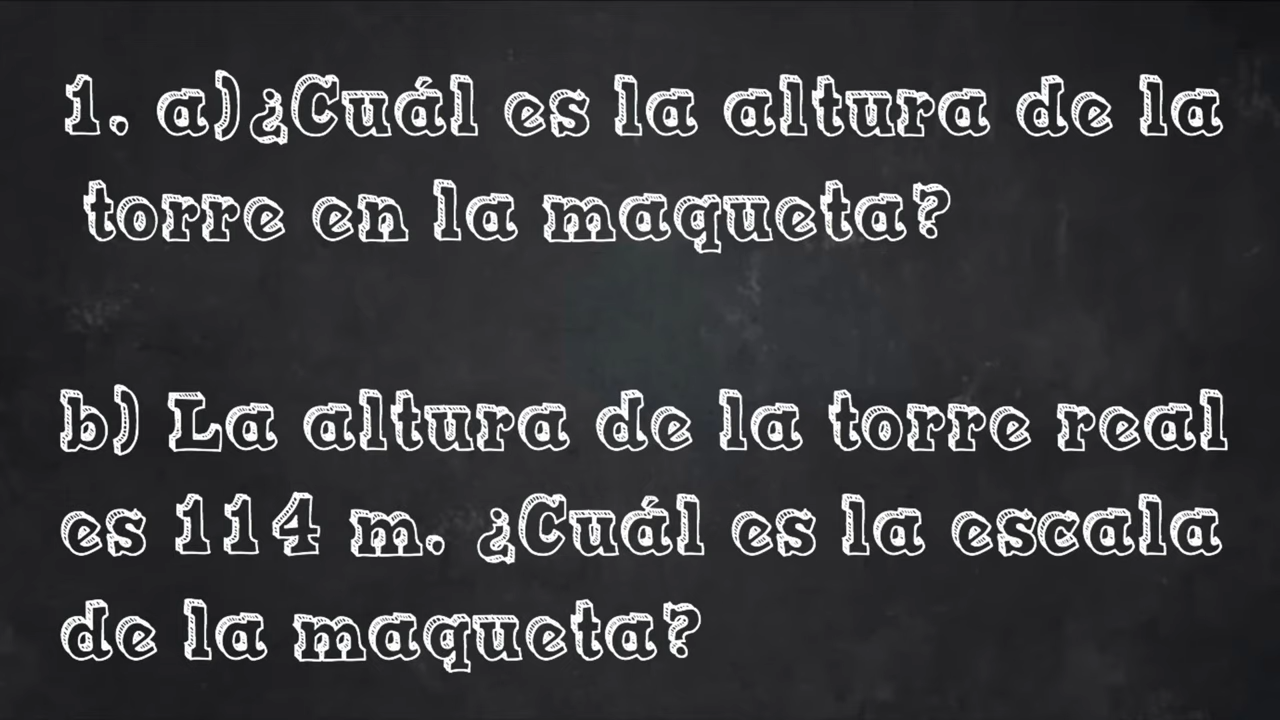 1. a)¿Cuál es la altura de la
torre en la maqueta?
b) La altura de la torre real
es 114 m. ¿Cuál es la escala
de la maqueta?